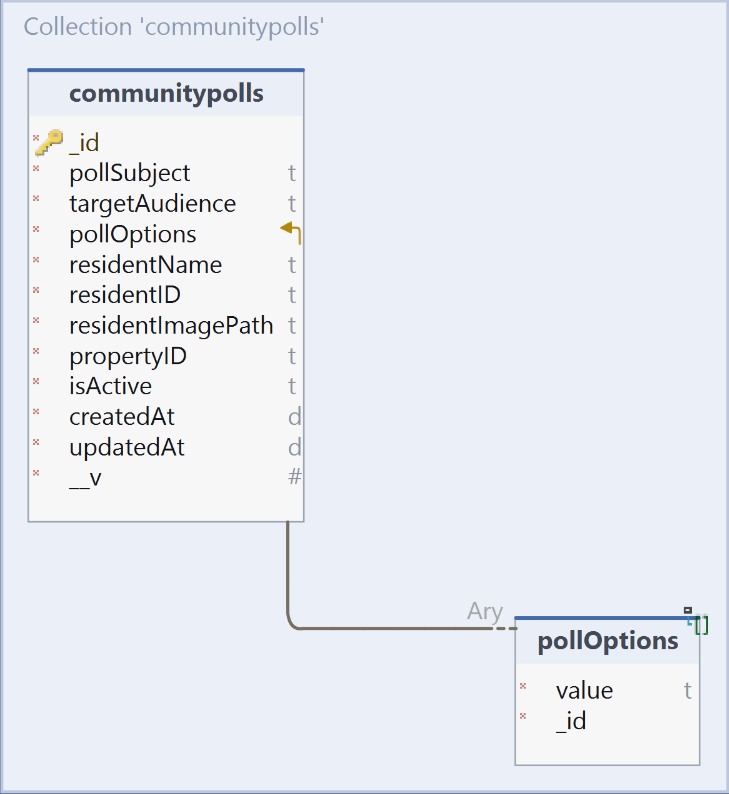 Collection 'communitypolls'
communitypolls
_id
pollSubject t
targetAudience t
pollOptions
residentName t
residentID t
residentImagePath t
propertyID t
isActive t
createdAt d
updatedAt d
__v #
Ary
pollOptions
value t
_id